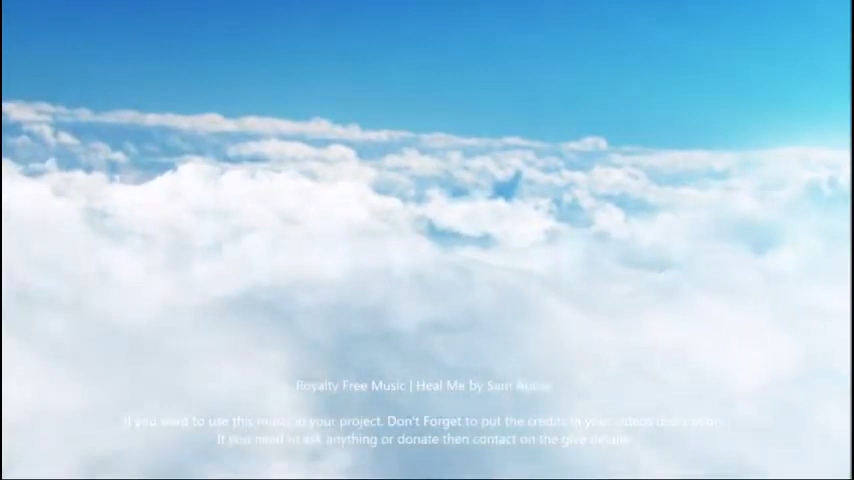 Royalty Free Music | Heal Me by Sam
If you want to use this music in your project. Don't Forget to put the credits in your videos
If you need to ask anything or donate then contact on the give details